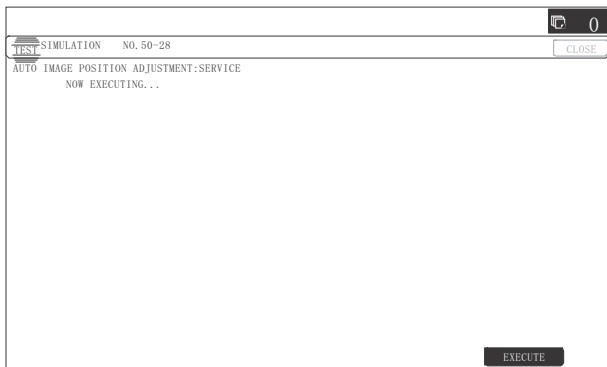 0
TEST SIMULATION NO. 50-28
CLOSE
AUTO IMAGE POSITION ADJUSTMENT:SERVICE
NOW EXECUTING...
EXECUTE